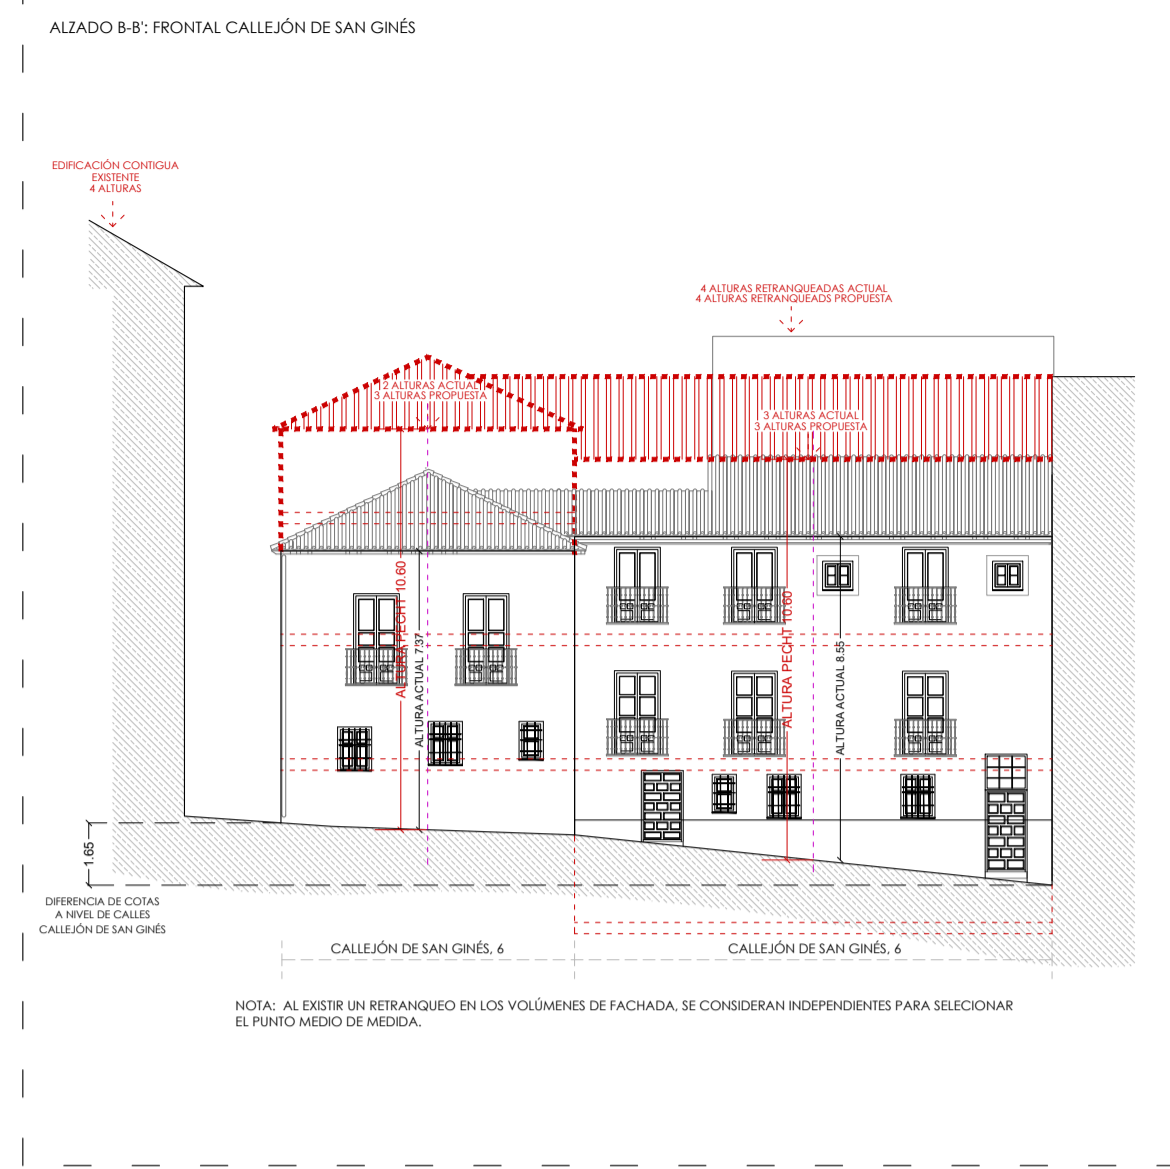 ALZADO B-B': FRONTAL CALLEJÓN DE SAN GINÉS
EDIFICACIÓN CONTIGUA
EXISTENTE
4 ALTURAS
4 ALTURAS RETRANQUEADAS ACTUAL
4 ALTURAS RETRANQUEADS PROPUESTA
2 ALTURAS ACTUAL
3 ALTURAS PROPUESTA
3 ALTURAS ACTUAL
3 ALTURAS PROPUESTA
ALTURA PECHT 10.60
ALTURA ACTUAL 7.37
ALTURA PECHT 10.60
ALTURA ACTUAL 8.55
1.65
DIFERENCIA DE COTAS
A NIVEL DE CALLES
CALLEJÓN DE SAN GINÉS
CALLEJÓN DE SAN GINÉS, 6
CALLEJÓN DE SAN GINÉS, 6
NOTA: AL EXISTIR UN RETRANQUEO EN LOS VOLÚMENES DE FACHADA, SE CONSIDERAN INDEPENDIENTES PARA SELECIONAR
EL PUNTO MEDIO DE MEDIDA.